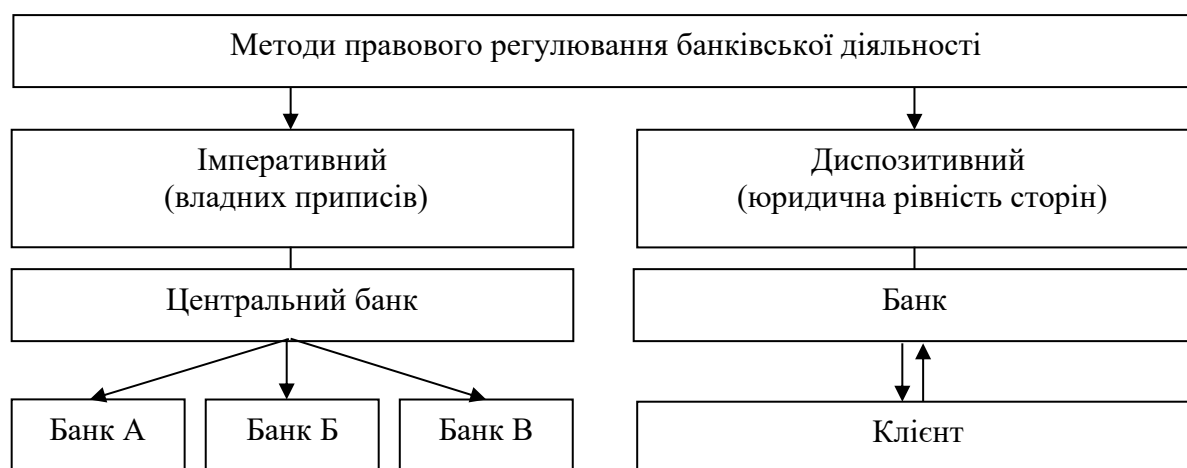 Методи правового регулювання банківської діяльності
Імперативний
(владних приписів)
Диспозитивний
(юридична рівність сторін)
Центральний банк
Банк
Банк А
Банк Б
Банк В
Клієнт